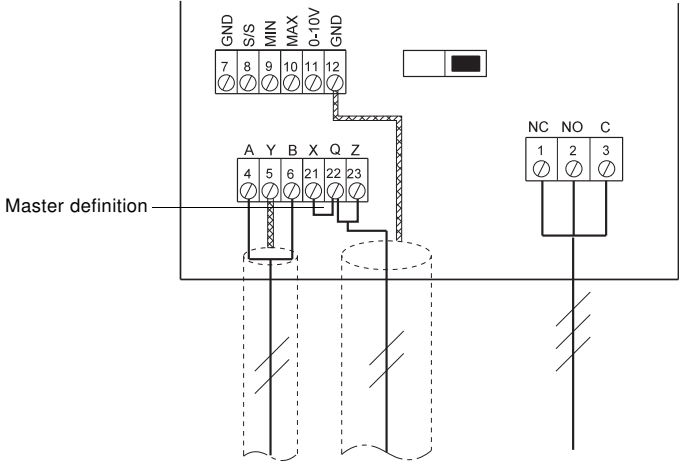 GND S/S MIN MAX 0-10V GND
7 8 9 10 11 12
NC NO C
1 2 3
A Y B X Q Z
4 5 6 21 22 23
Master definition